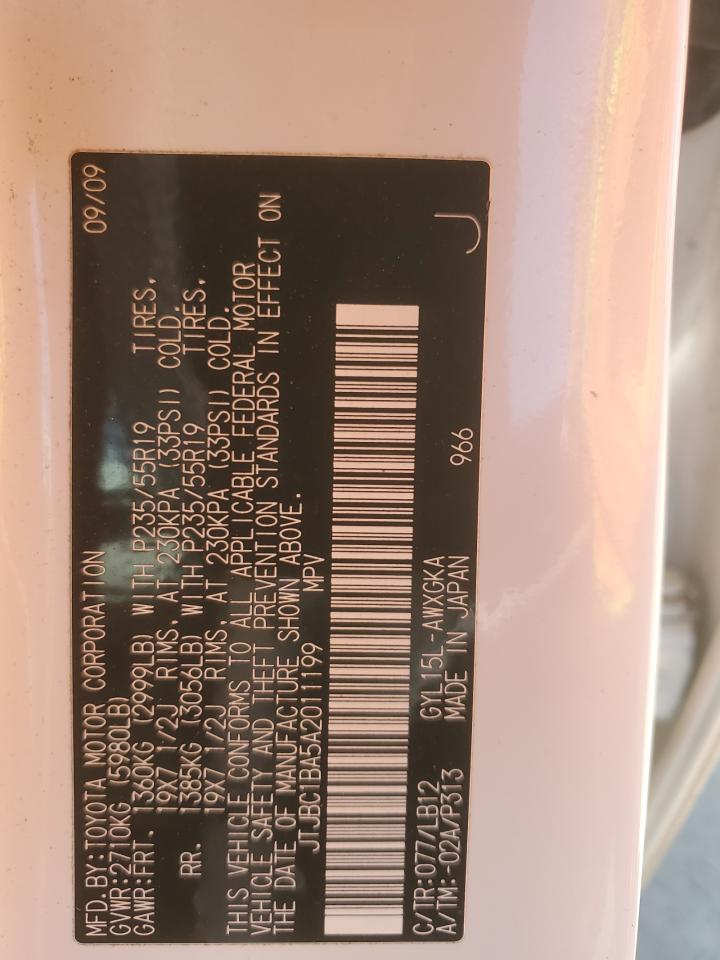 MFD.BY:TOYOTA MOTOR CORPORATION 09/09
GVWR:2710KG (5980LB)
GAWR:FRT. 1360KG (2999LB) WITH P235/55R19 TIRES,
19X7 1/2J RIMS, AT 230KPA (33PSI) COLD.
RR. 1385KG (3056LB) WITH P235/55R19 TIRES,
19X7 1/2J RIMS, AT 230KPA (33PSI) COLD.
THIS VEHICLE CONFORMS TO ALL APPLICABLE FEDERAL MOTOR
VEHICLE SAFETY AND THEFT PREVENTION STANDARDS IN EFFECT ON
THE DATE OF MANUFACTURE SHOWN ABOVE.
JTJBC1BA5A2011199 MPV
C/TR:077/LB12 GYL15L-AWXGKA 966 J
A/TM:-02A/P313 MADE IN JAPAN